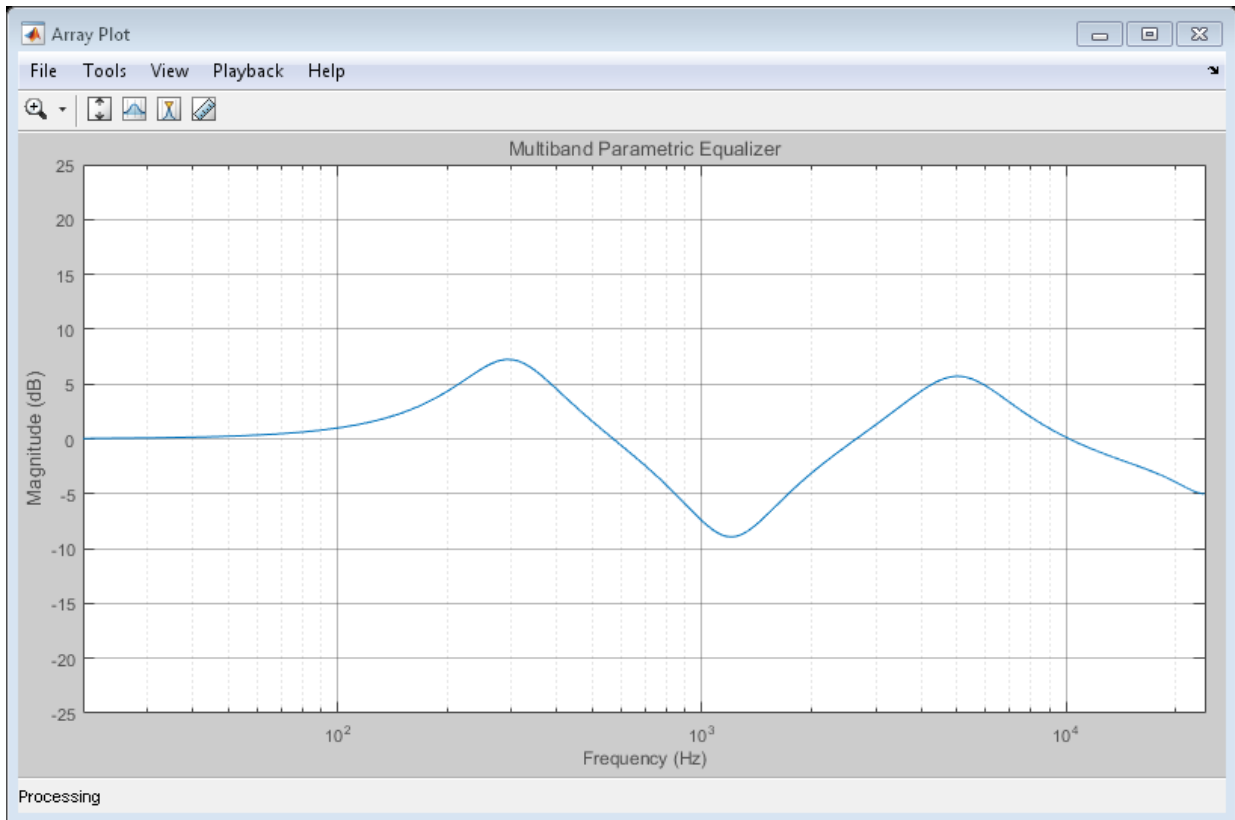 Array Plot
File Tools View Playback Help
Multiband Parametric Equalizer
25
20
15
10
5
0
-5
-10
-15
-20
-25
Magnitude (dB)
10² 10³ 10⁴
Frequency (Hz)
Processing